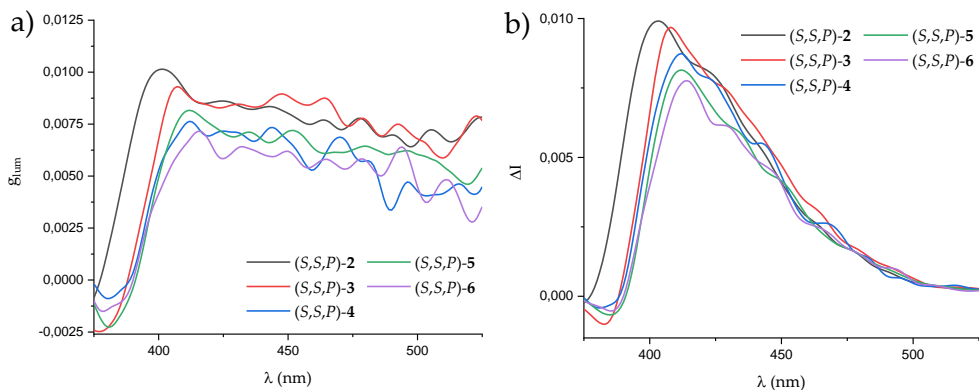 a)
0,0125
0,0100
0,0075
0,0050
0,0025
0,0000
-0,0025
g_lum
400
450
500
λ (nm)
(S,S,P)-2
(S,S,P)-3
(S,S,P)-4
(S,S,P)-5
(S,S,P)-6
b)
0,010
0,005
0,000
ΔI
400
450
500
λ (nm)
(S,S,P)-2
(S,S,P)-3
(S,S,P)-4
(S,S,P)-5
(S,S,P)-6